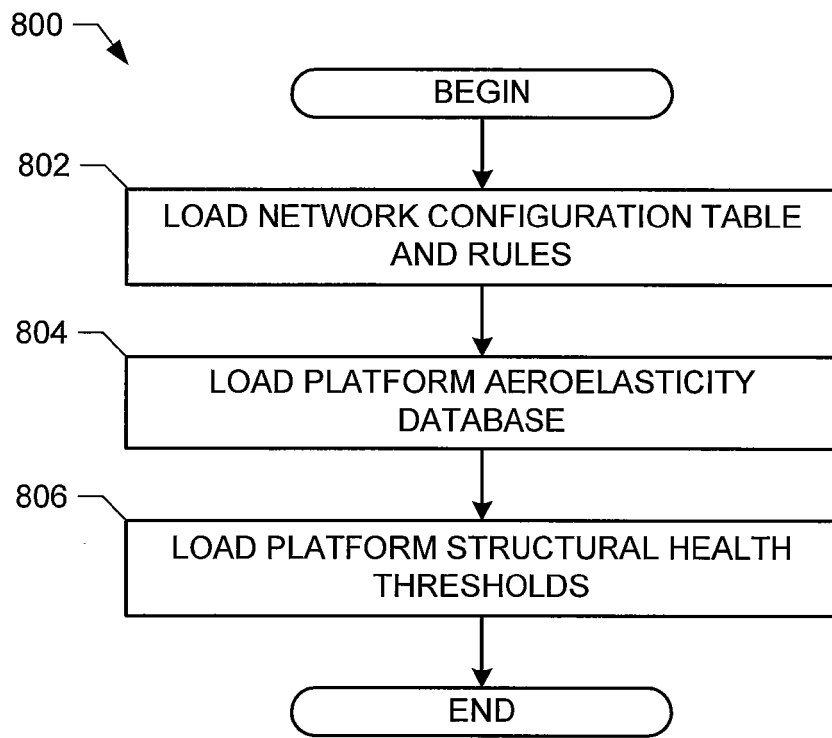 800
BEGIN
802
LOAD NETWORK CONFIGURATION TABLE
AND RULES
804
LOAD PLATFORM AEROELASTICITY
DATABASE
806
LOAD PLATFORM STRUCTURAL HEALTH
THRESHOLDS
END